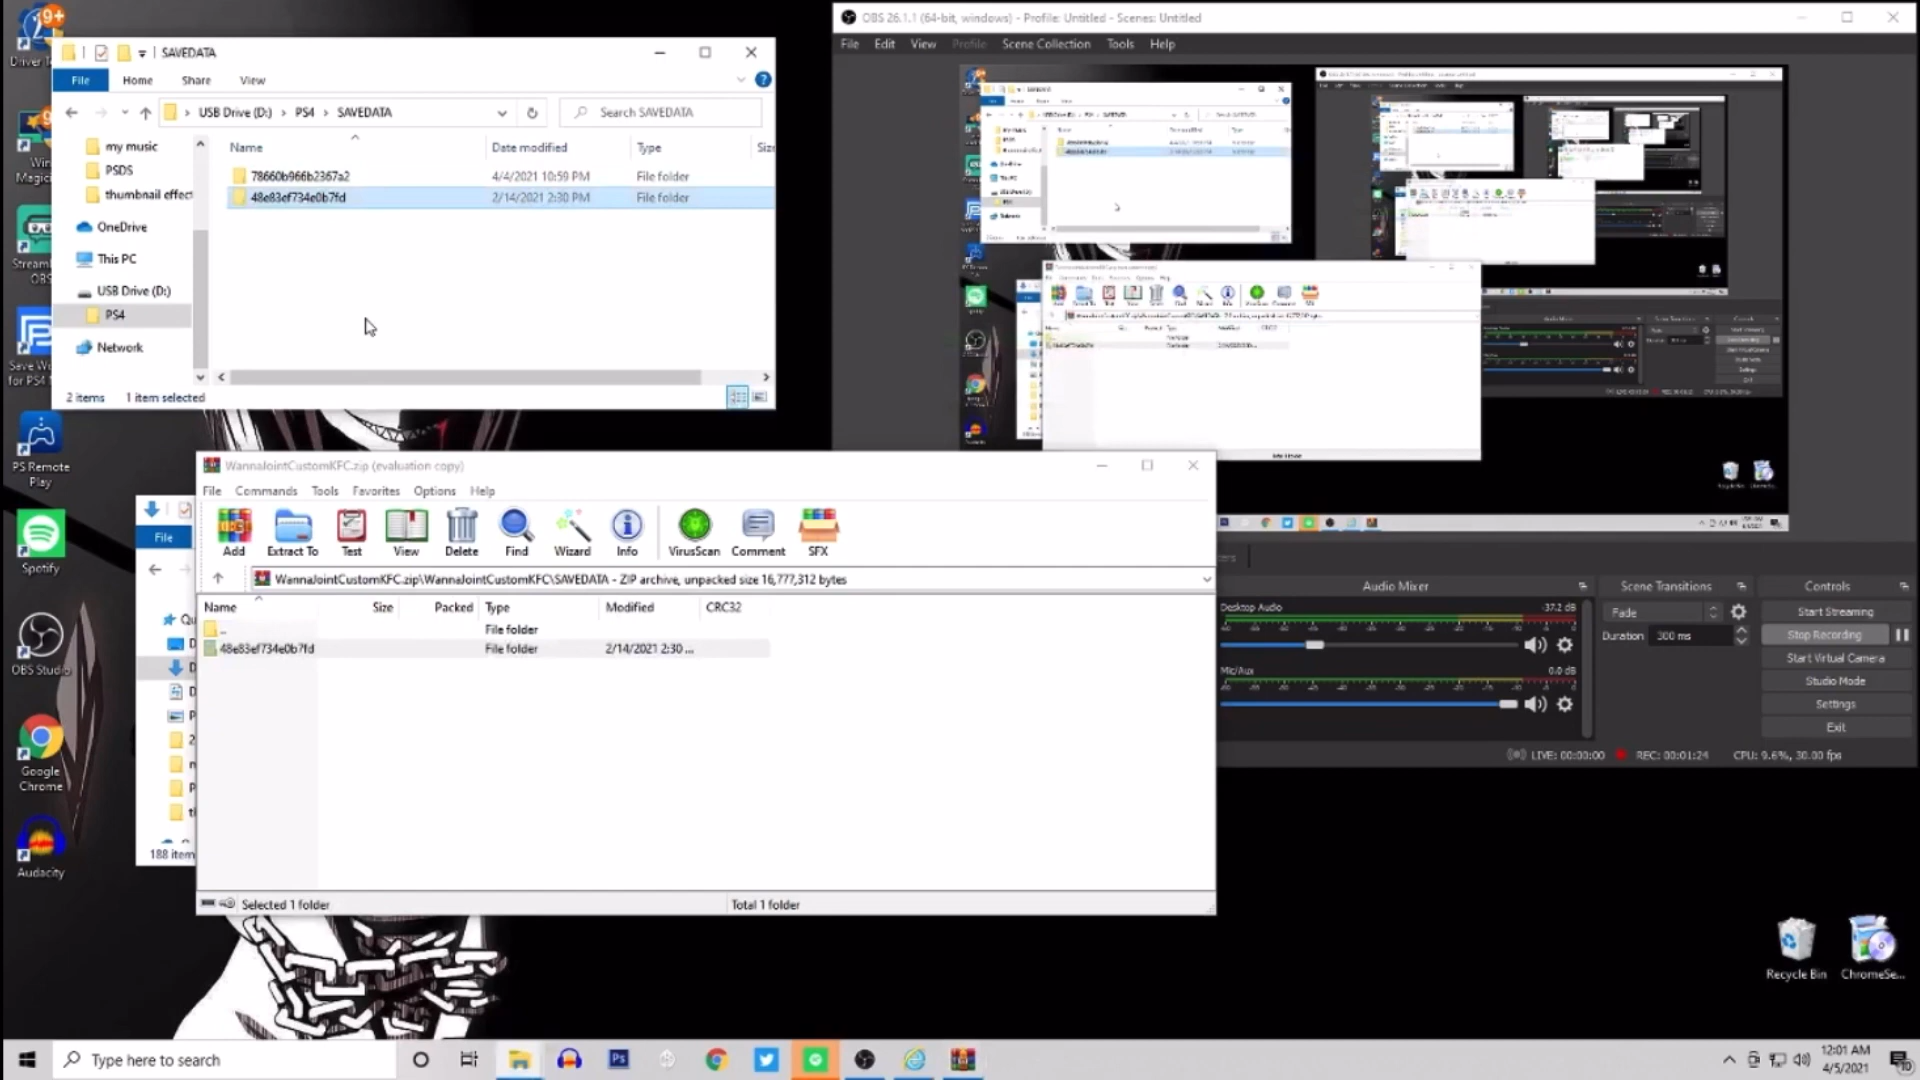 SAVEDATA
File Home Share View
USB Drive (D:) PS4 SAVEDATA Search SAVEDATA
Name Date modified Type Siz
my music
PSDS
thumbnail effect
OneDrive
This PC
USB Drive (D:)
PS4
Network
78660b966b2367a2 4/4/2021 10:59 PM File folder
48e83ef734e0b7fd 2/14/2021 2:30 PM File folder
2 items 1 item selected
OBS 26.1.1 (64-bit, windows) - Profile: Untitled - Scenes: Untitled
File Edit View Profile Scene Collection Tools Help
WannaJointCustomKFC.zip (evaluation copy)
File Commands Tools Favorites Options Help
Add Extract To Test View Delete Find Wizard Info VirusScan Comment SFX
WannaJointCustomKFC.zip\WannaJointCustomKFC\SAVEDATA - ZIP archive, unpacked size 16,777,312 bytes
Name Size Packed Type Modified CRC32
.. File folder
48e83ef734e0b7fd File folder 2/14/2021 2:30 ...
Selected 1 folder Total 1 folder
File
188 item
Audio Mixer Scene Transitions Controls
Desktop Audio -37.2 dB
Mic/Aux 0.0 dB
Fade
Duration 300 ms
Start Streaming
Stop Recording
Start Virtual Camera
Studio Mode
Settings
Exit
LIVE: 00:00:00 REC: 00:01:24 CPU: 9.6%, 30.00 fps
9+
PS Remote
Play
Spotify
OBS Studio
Google
Chrome
Audacity
Recycle Bin
ChromeSe...
Type here to search
12:01 AM
4/5/2021